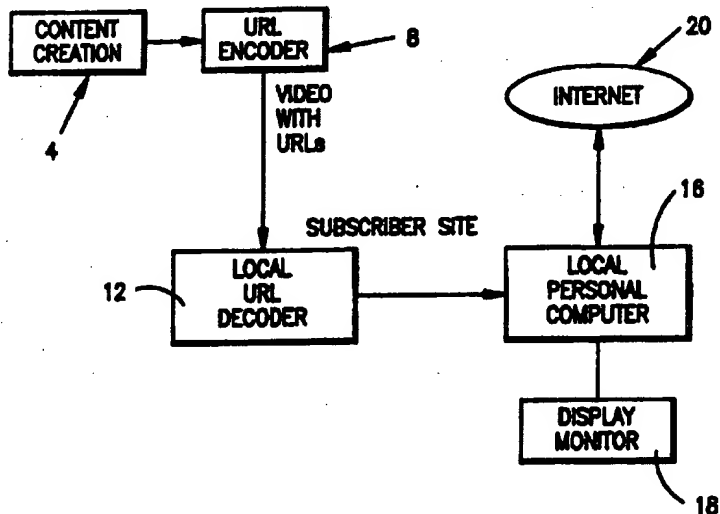 CONTENT
CREATION
URL
ENCODER
8
20
INTERNET
4
VIDEO
WITH
URLs
SUBSCRIBER SITE
16
12
LOCAL
URL
DECODER
LOCAL
PERSONAL
COMPUTER
DISPLAY
MONITOR
18